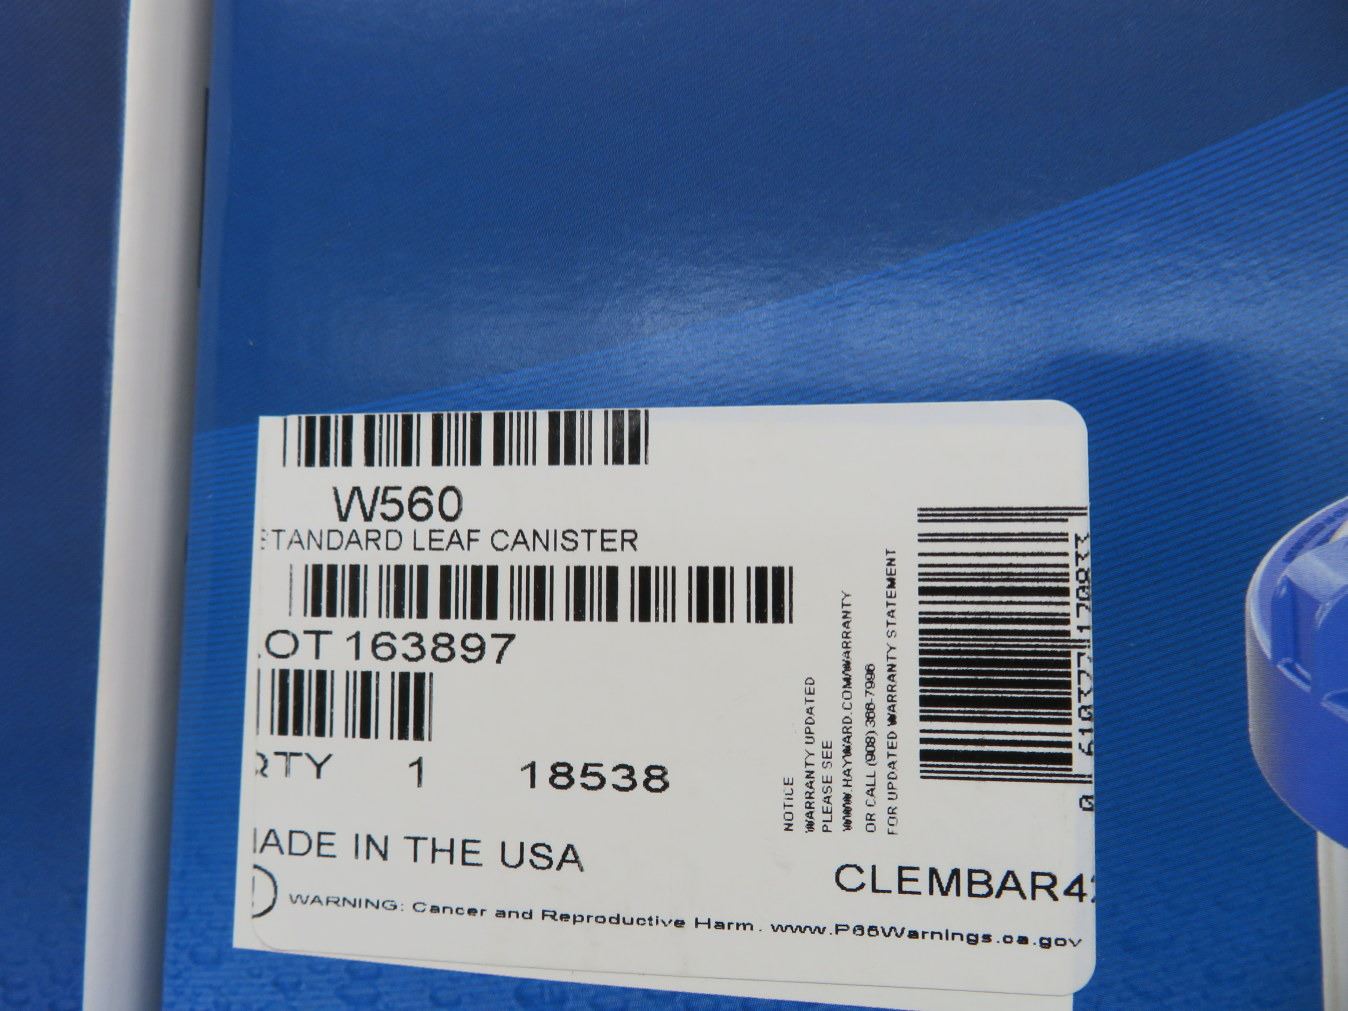 W560
STANDARD LEAF CANISTER
LOT 163897
QTY 1 18538
MADE IN THE USA
WARNING: Cancer and Reproductive Harm. www.P65Warnings.ca.gov
NOTICE
WARRANTY UPDATED
PLEASE SEE
WWW.HAYWARD.COM/WARRANTY
OR CALL (908) 366-7996
FOR UPDATED WARRANTY STATEMENT
CLEMBAR4